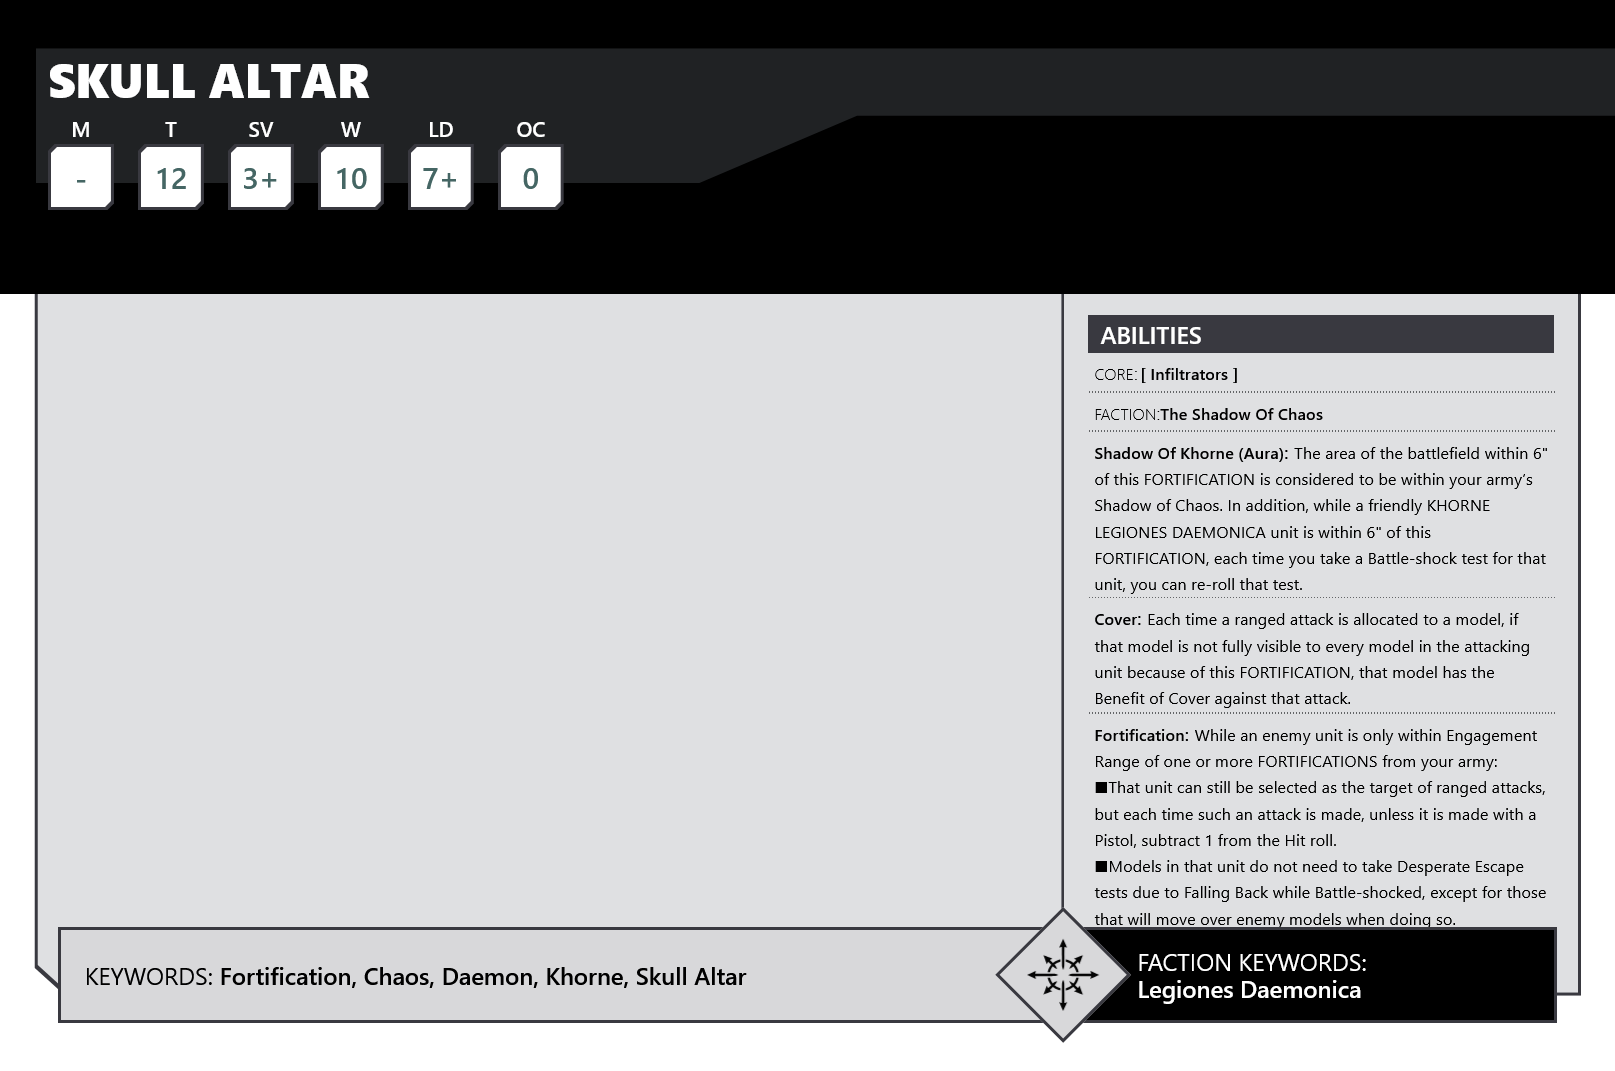 SKULL ALTAR
M T SV W LD OC
- 12 3+ 10 7+ 0
ABILITIES
CORE: [ Infiltrators ]
FACTION:The Shadow Of Chaos
Shadow Of Khorne (Aura): The area of the battlefield within 6"
of this FORTIFICATION is considered to be within your army's
Shadow of Chaos. In addition, while a friendly KHORNE
LEGIONES DAEMONICA unit is within 6" of this
FORTIFICATION, each time you take a Battle-shock test for that
unit, you can re-roll that test.
Cover: Each time a ranged attack is allocated to a model, if
that model is not fully visible to every model in the attacking
unit because of this FORTIFICATION, that model has the
Benefit of Cover against that attack.
Fortification: While an enemy unit is only within Engagement
Range of one or more FORTIFICATIONS from your army:
■That unit can still be selected as the target of ranged attacks,
but each time such an attack is made, unless it is made with a
Pistol, subtract 1 from the Hit roll.
■Models in that unit do not need to take Desperate Escape
tests due to Falling Back while Battle-shocked, except for those
that will move over enemy models when doing so.
KEYWORDS: Fortification, Chaos, Daemon, Khorne, Skull Altar
FACTION KEYWORDS:
Legiones Daemonica